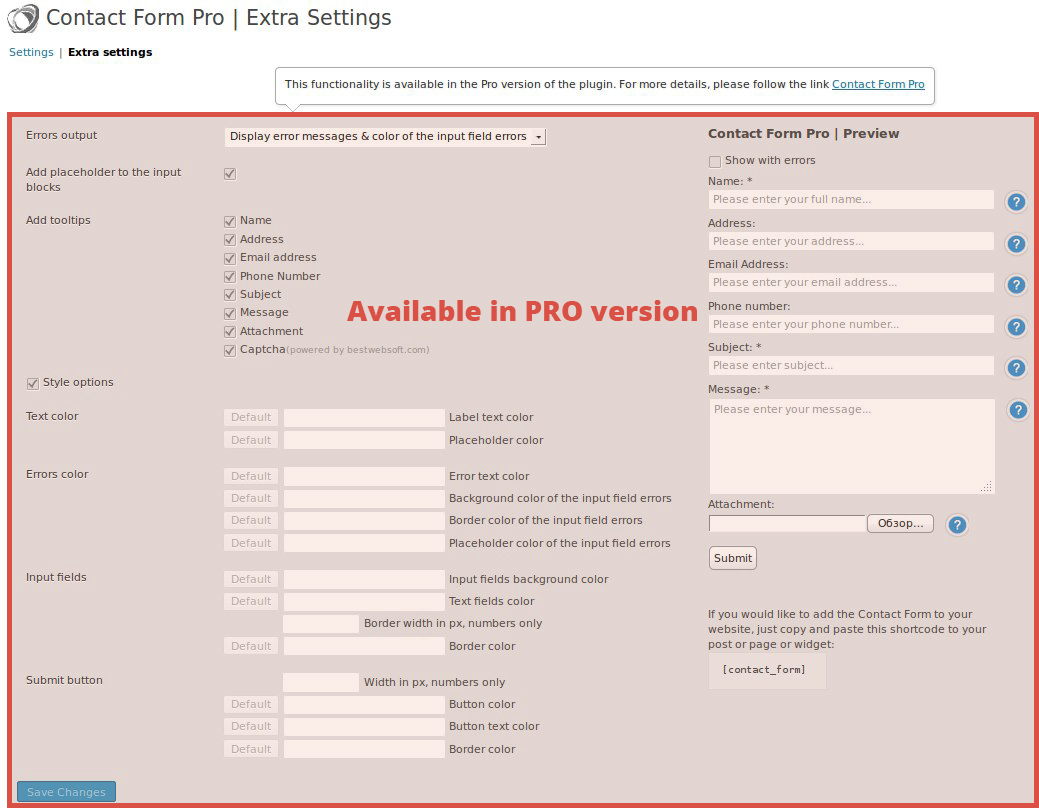 Contact Form Pro | Extra Settings
Settings | Extra settings
This functionality is available in the Pro version of the plugin. For more details, please follow the link Contact Form Pro
Errors output
Display error messages & color of the input field errors
Add placeholder to the input
blocks
Add tooltips
Name
Address
Email address
Phone Number
Subject
Message
Attachment
Captcha(powered by bestwebsoft.com)
Available in PRO version
Style options
Text color
Default
Label text color
Default
Placeholder color
Errors color
Default
Error text color
Default
Background color of the input field errors
Default
Border color of the input field errors
Default
Placeholder color of the input field errors
Input fields
Default
Input fields background color
Default
Text fields color
Border width in px, numbers only
Default
Border color
Submit button
Width in px, numbers only
Default
Button color
Default
Button text color
Default
Border color
Save Changes
Contact Form Pro | Preview
Show with errors
Name: *
Please enter your full name...
?
Address:
Please enter your address...
?
Email Address:
Please enter your email address...
?
Phone number:
Please enter your phone number...
?
Subject: *
Please enter subject...
?
Message: *
Please enter your message...
?
Attachment:
Обзор...
?
Submit
If you would like to add the Contact Form to your
website, just copy and paste this shortcode to your
post or page or widget:
[contact_form]